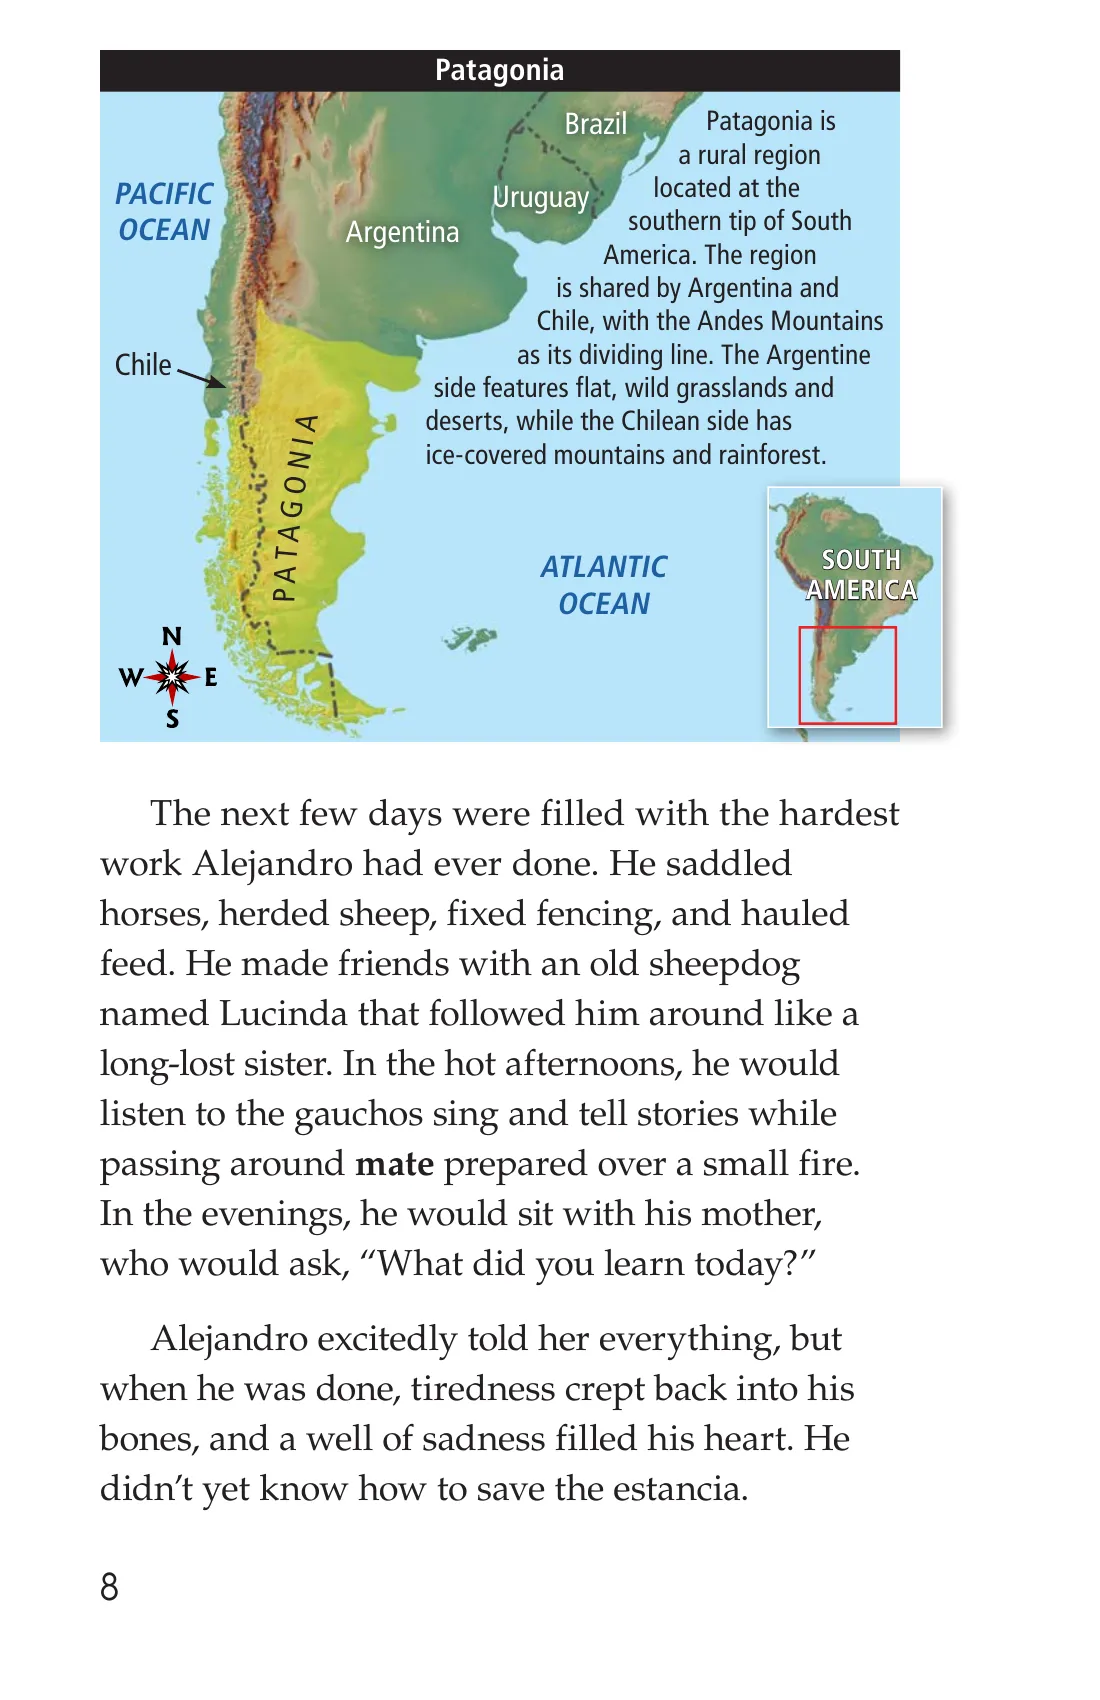 Patagonia
Brazil
Uruguay
Argentina
PACIFIC
OCEAN
Chile
PATAGONIA
Patagonia is
a rural region
located at the
southern tip of South
America. The region
is shared by Argentina and
Chile, with the Andes Mountains
as its dividing line. The Argentine
side features flat, wild grasslands and
deserts, while the Chilean side has
ice-covered mountains and rainforest.
ATLANTIC
OCEAN
SOUTH
AMERICA
N
W E
S
The next few days were filled with the hardest
work Alejandro had ever done. He saddled
horses, herded sheep, fixed fencing, and hauled
feed. He made friends with an old sheepdog
named Lucinda that followed him around like a
long-lost sister. In the hot afternoons, he would
listen to the gauchos sing and tell stories while
passing around mate prepared over a small fire.
In the evenings, he would sit with his mother,
who would ask, “What did you learn today?”
Alejandro excitedly told her everything, but
when he was done, tiredness crept back into his
bones, and a well of sadness filled his heart. He
didn’t yet know how to save the estancia.
8